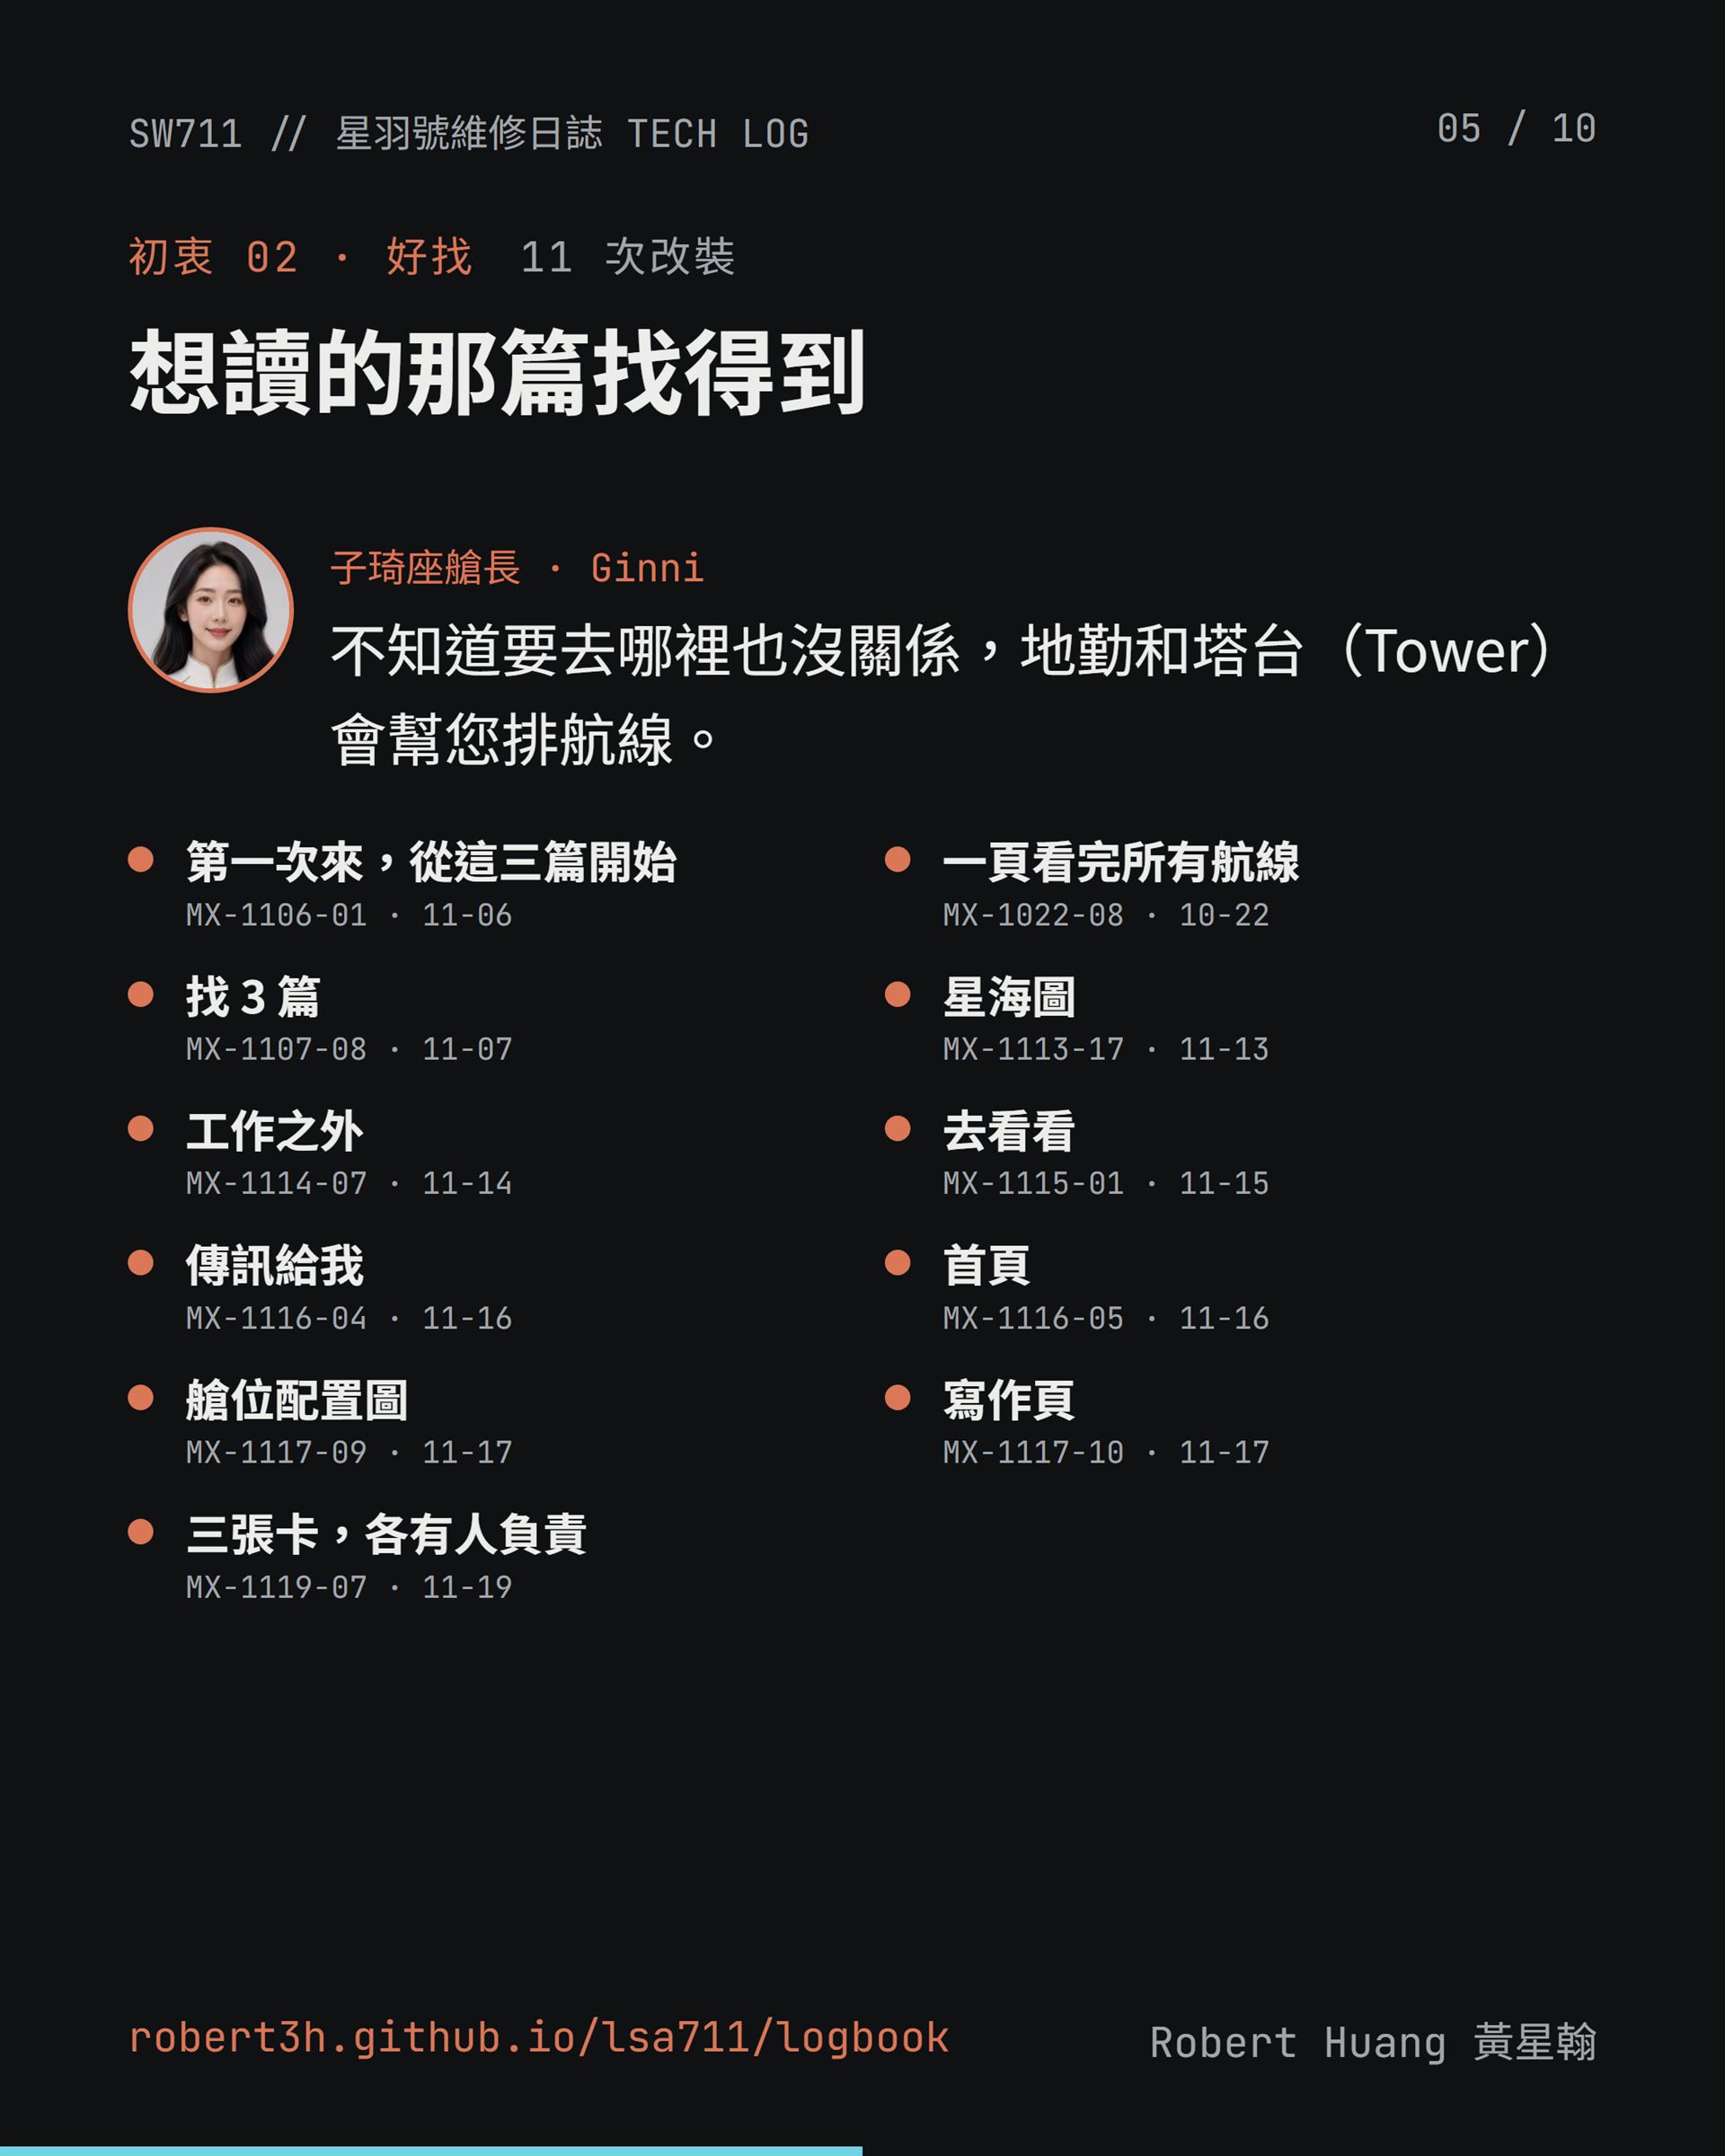 SW711 // 星羽號維修日誌 TECH LOG
05 / 10
初衷 02 · 好找 11 次改裝
想讀的那篇找得到
子琦座艙長 · Ginni
不知道要去哪裡也沒關係，地勤和塔台（Tower）
會幫您排航線。
第一次來，從這三篇開始
MX-1106-01 · 11-06
一頁看完所有航線
MX-1022-08 · 10-22
找 3 篇
MX-1107-08 · 11-07
星海圖
MX-1113-17 · 11-13
工作之外
MX-1114-07 · 11-14
去看看
MX-1115-01 · 11-15
傳訊給我
MX-1116-04 · 11-16
首頁
MX-1116-05 · 11-16
艙位配置圖
MX-1117-09 · 11-17
寫作頁
MX-1117-10 · 11-17
三張卡，各有人負責
MX-1119-07 · 11-19
robert3h.github.io/lsa711/logbook
Robert Huang 黃星翰